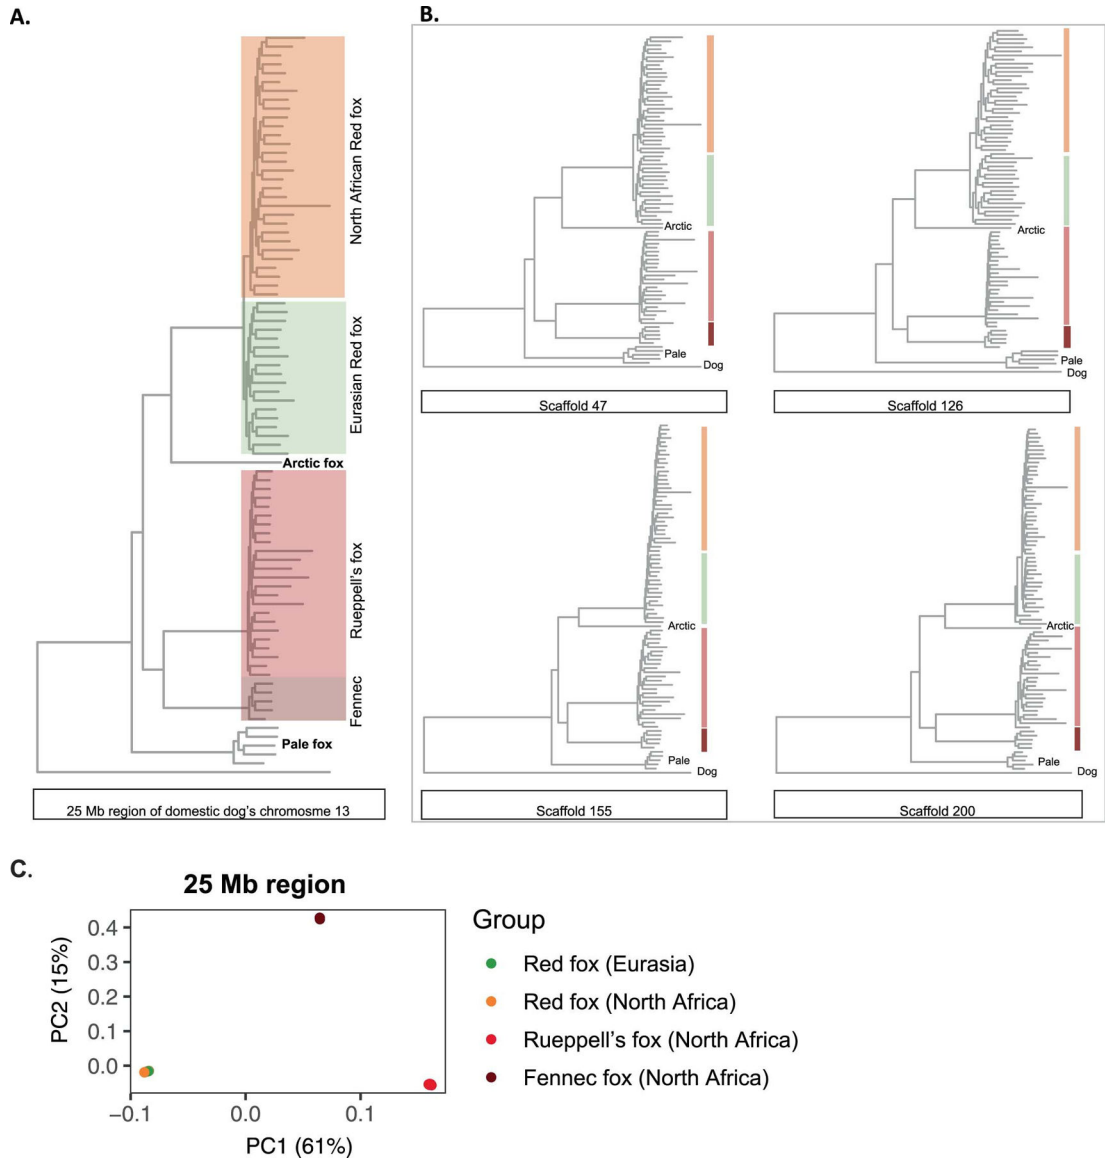 A.
North African Red fox
Eurasian Red fox
Arctic fox
Rueppell's fox
Fennec
Pale fox
25 Mb region of domestic dog's chromosme 13
B.
Arctic
Pale
Dog
Scaffold 47
Arctic
Pale
Dog
Scaffold 126
Arctic
Pale
Dog
Scaffold 155
Arctic
Pale
Dog
Scaffold 200
C.
25 Mb region
PC2 (15%)
0.4
0.3
0.2
0.1
0.0
−0.1
0.0
0.1
PC1 (61%)
Group
Red fox (Eurasia)
Red fox (North Africa)
Rueppell's fox (North Africa)
Fennec fox (North Africa)